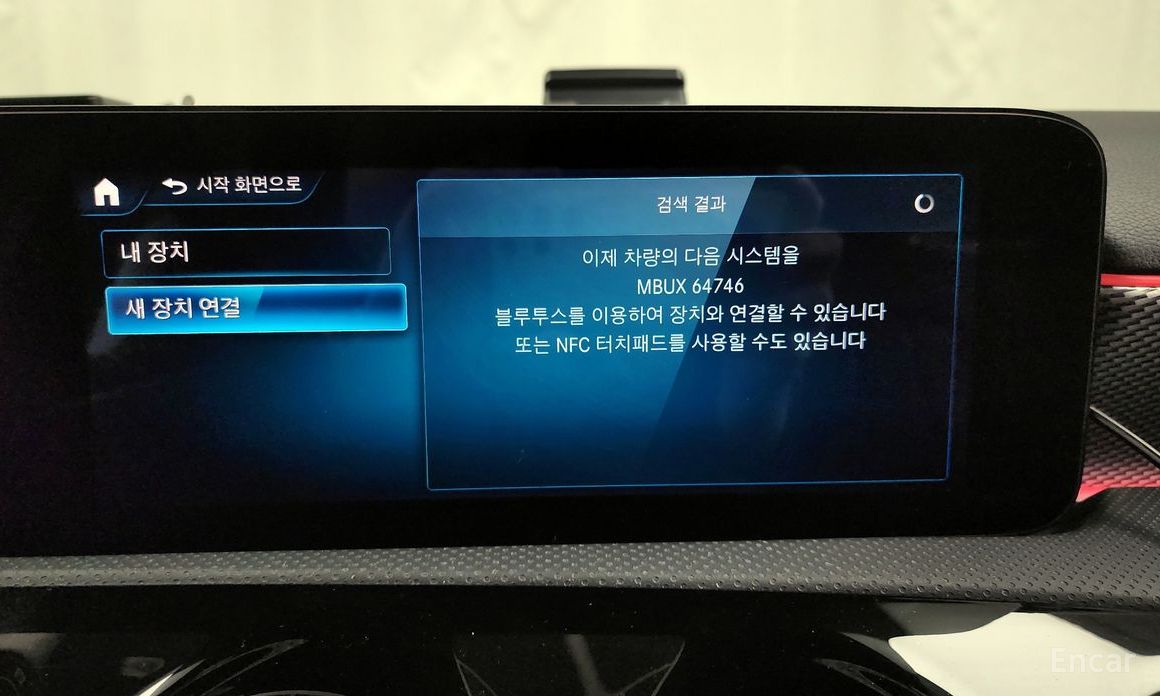 시작 화면으로
내 장치
새 장치 연결
검색 결과
이제 차량의 다음 시스템을
MBUX 64746
블루투스를 이용하여 장치와 연결할 수 있습니다
또는 NFC 터치패드를 사용할 수도 있습니다
Encar